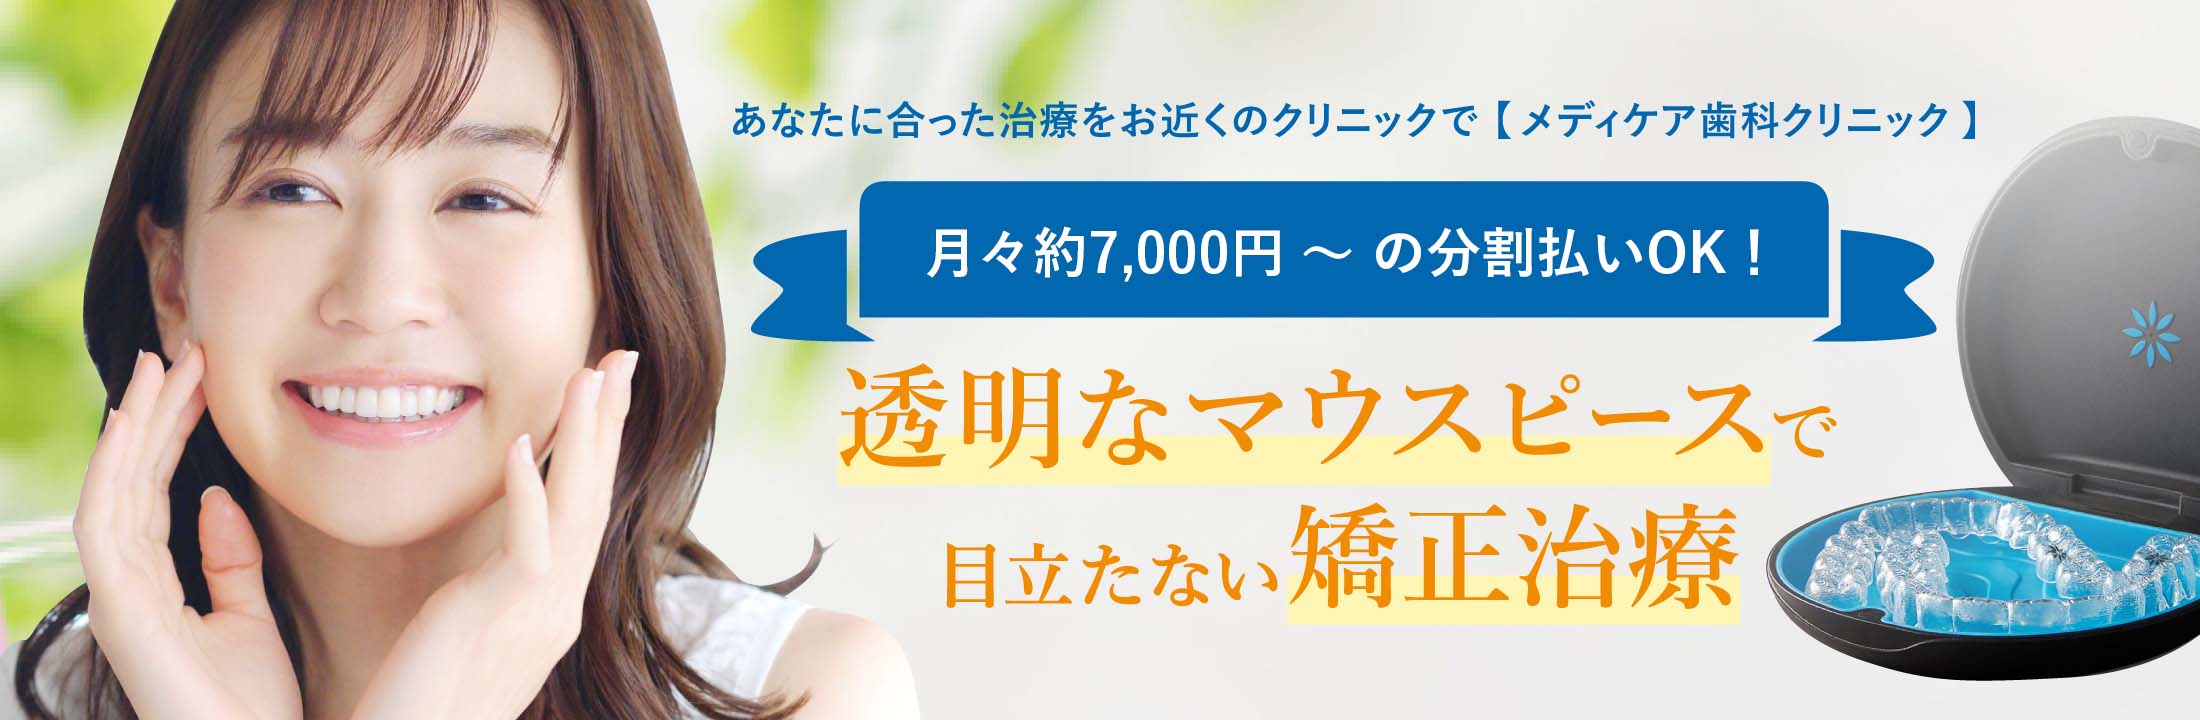 あなたに合った治療をお近くのクリニックで【メディケア歯科クリニック】
月々約7,000円 〜 の分割払いOK！
透明なマウスピースで
目立たない矯正治療